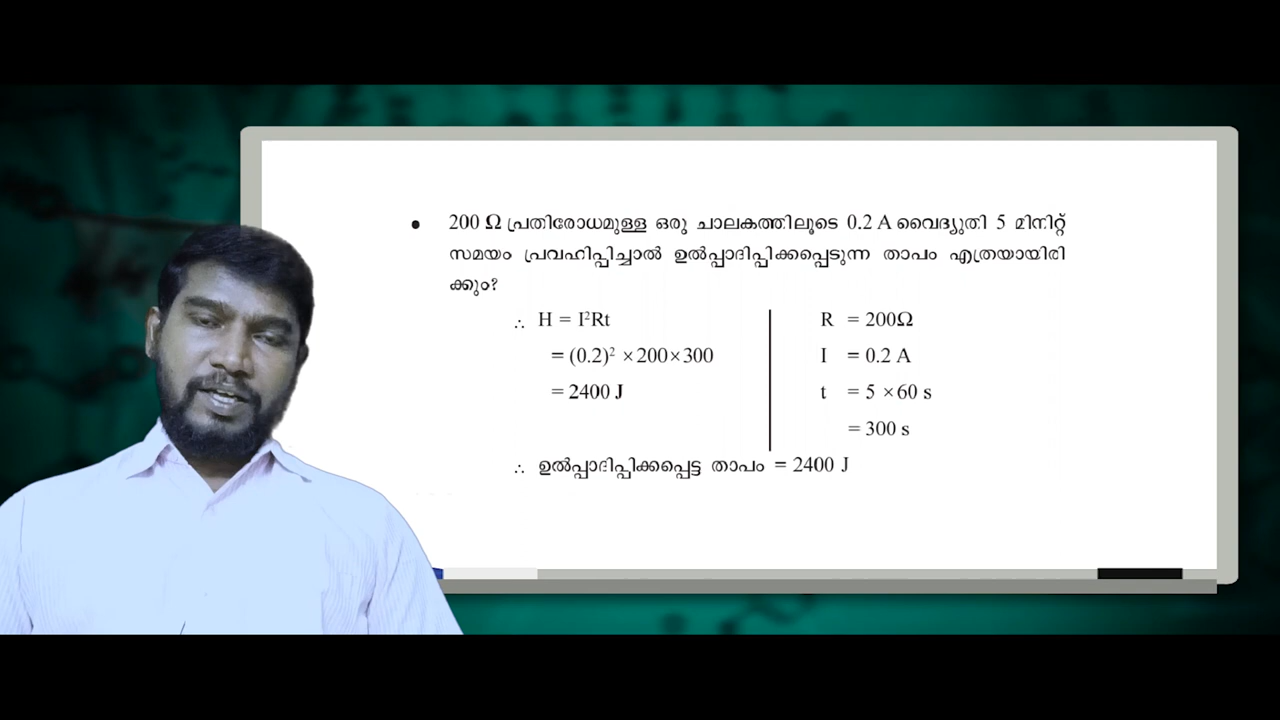 • 200 Ω പ്രതിരോധമുള്ള ഒരു ചാലകത്തിലൂടെ 0.2 A വൈദ്യുതി 5 മിനിറ്റ്
സമയം പ്രവഹിപ്പിച്ചാൽ ഉൽപ്പാദിപ്പിക്കപ്പെടുന്ന താപം എത്രയായിരി
ക്കും?
∴ H = I²Rt
= (0.2)² ×200×300
= 2400 J
R = 200Ω
I = 0.2 A
t = 5 ×60 s
= 300 s
∴ ഉൽപ്പാദിപ്പിക്കപ്പെട്ട താപം = 2400 J